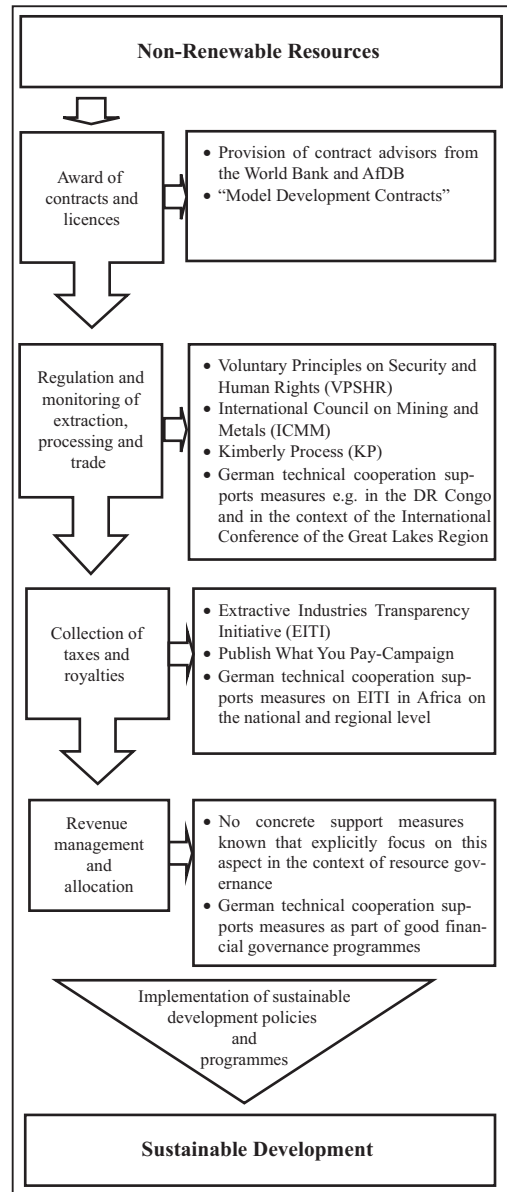 Non-Renewable Resources
Award of
contracts and
licences
• Provision of contract advisors from
the World Bank and AfDB
• “Model Development Contracts”
Regulation and
monitoring of
extraction,
processing and
trade
• Voluntary Principles on Security and
Human Rights (VPSHR)
• International Council on Mining and
Metals (ICMM)
• Kimberly Process (KP)
• German technical cooperation sup-
ports measures e.g. in the DR Congo
and in the context of the International
Conference of the Great Lakes Region
Collection of
taxes and
royalties
• Extractive Industries Transparency
Initiative (EITI)
• Publish What You Pay-Campaign
• German technical cooperation sup-
ports measures on EITI in Africa on
the national and regional level
Revenue
management
and
allocation
• No concrete support measures
known that explicitly focus on this
aspect in the context of resource gov-
ernance
• German technical cooperation sup-
ports measures as part of good finan-
cial governance programmes
Implementation of sustainable
development policies
and
programmes
Sustainable Development